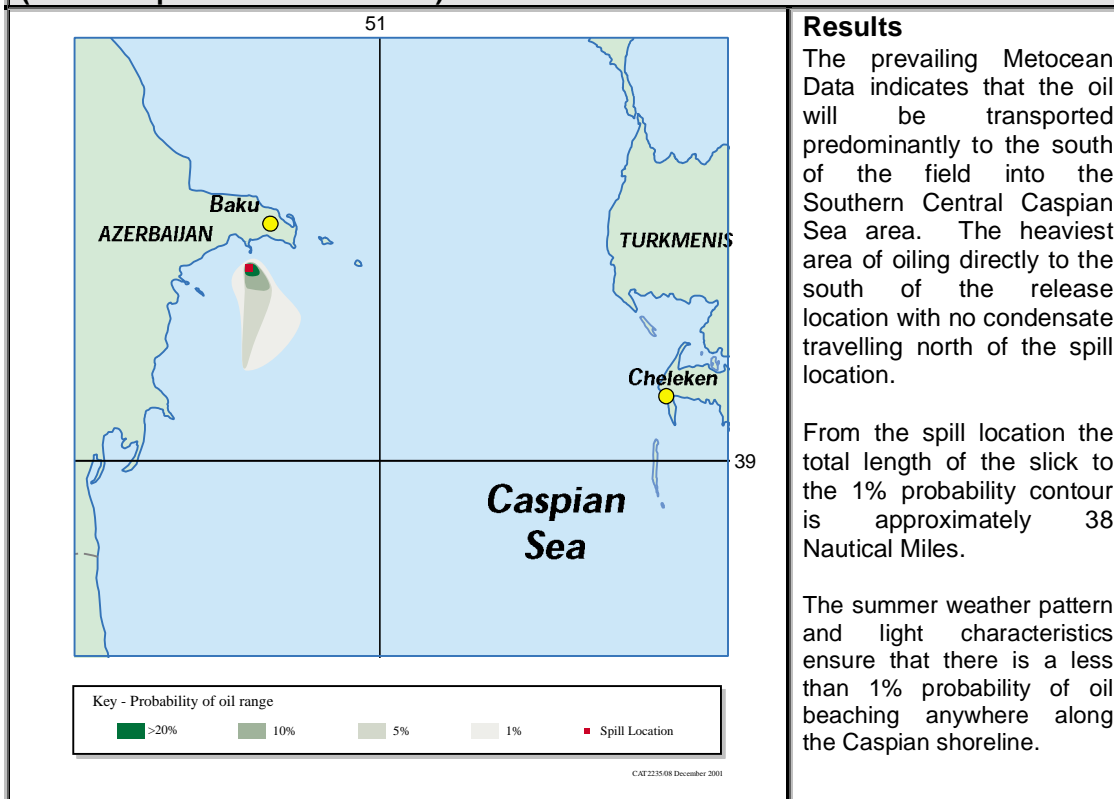 51
Baku
AZERBAIJAN
TURKMENIS
Cheleken
39
Caspian
Sea
Key - Probability of oil range
>20%
10%
5%
1%
Spill Location
CAT2235/08 December 2001
Results
The prevailing Metocean
Data indicates that the oil
will be transported
predominantly to the south
of the field into the
Southern Central Caspian
Sea area. The heaviest
area of oiling directly to the
south of the release
location with no condensate
travelling north of the spill
location.
From the spill location the
total length of the slick to
the 1% probability contour
is approximately 38
Nautical Miles.
The summer weather pattern
and light characteristics
ensure that there is a less
than 1% probability of oil
beaching anywhere along
the Caspian shoreline.